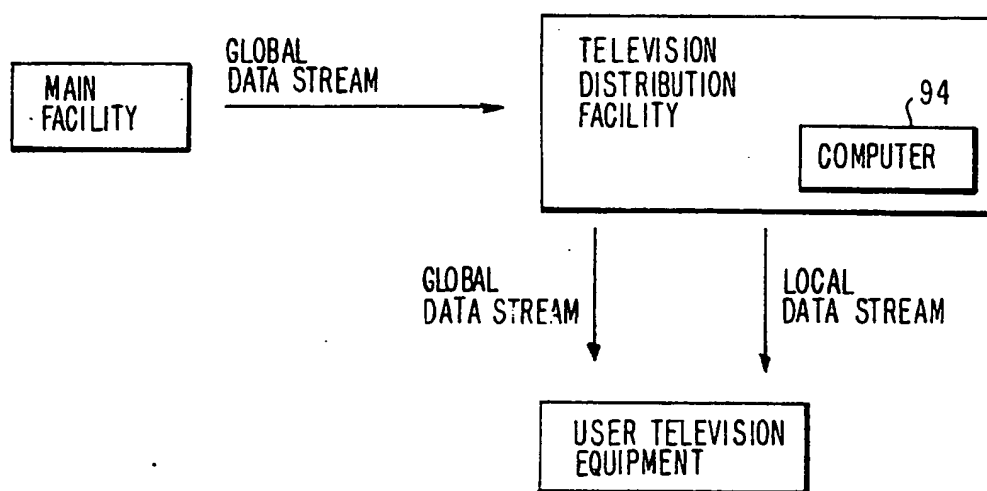 GLOBAL
DATA STREAM
MAIN
FACILITY
TELEVISION
DISTRIBUTION
FACILITY
94
COMPUTER
GLOBAL
DATA STREAM
LOCAL
DATA STREAM
USER TELEVISION
EQUIPMENT